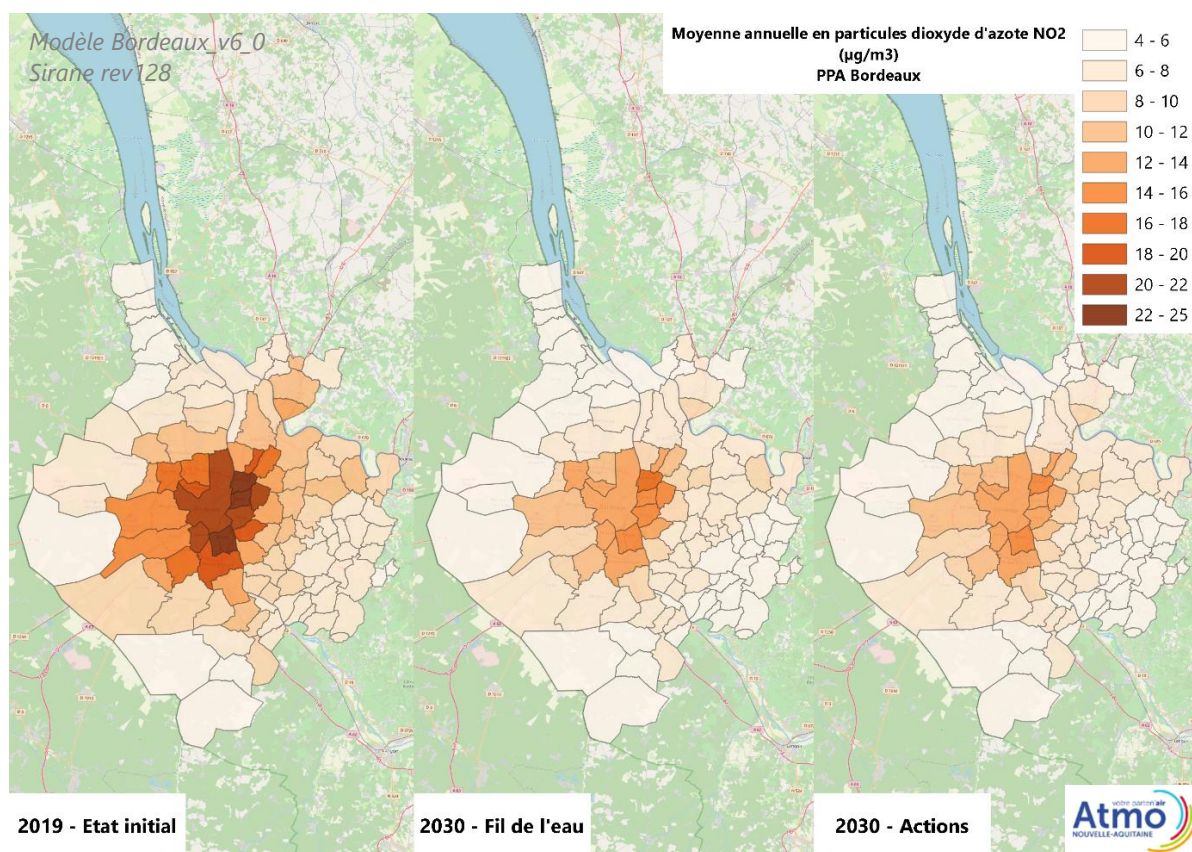 Modèle Bordeaux_v6_0
Sirane rev128
Moyenne annuelle en particules dioxyde d'azote NO2
(µg/m3)
PPA Bordeaux
4 - 6
6 - 8
8 - 10
10 - 12
12 - 14
14 - 16
16 - 18
18 - 20
20 - 22
22 - 25
2019 - Etat initial
2030 - Fil de l'eau
2030 - Actions
votre parten'air
Atmo
NOUVELLE-AQUITAINE